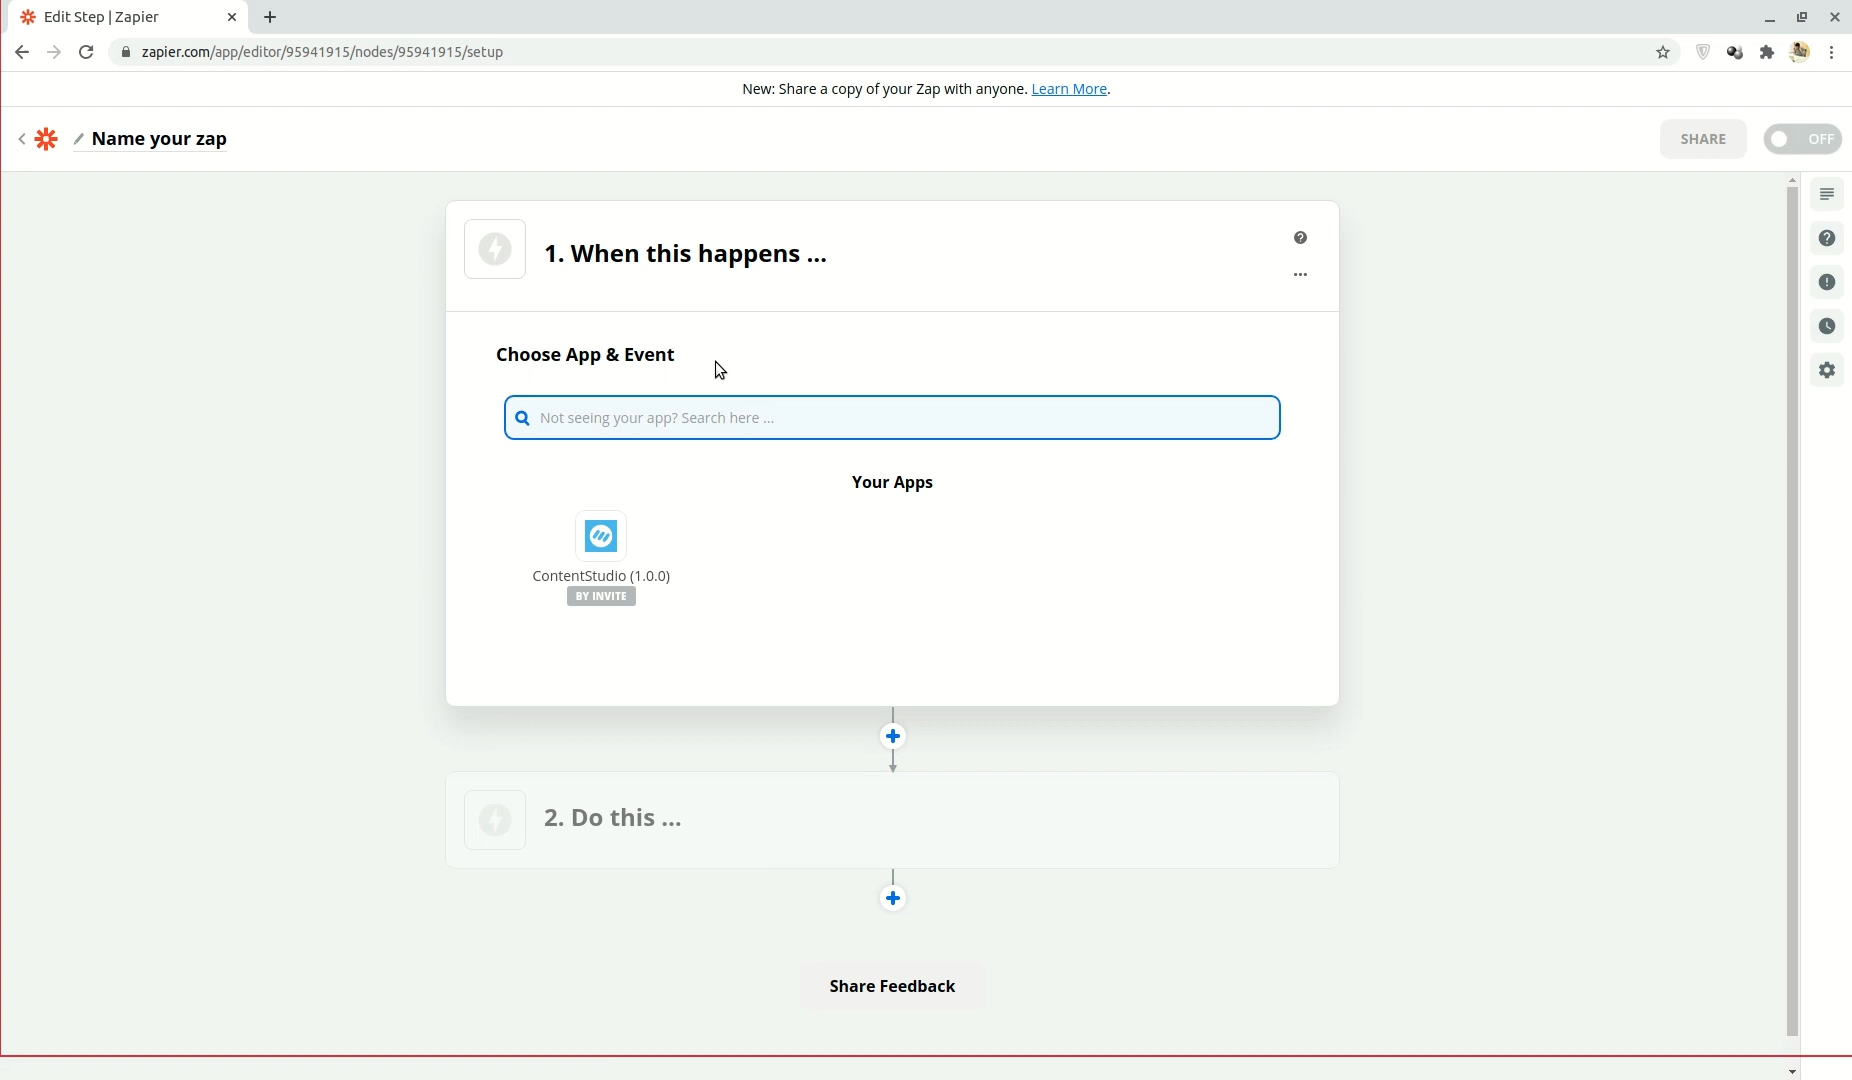 Edit Step | Zapier
zapier.com/app/editor/95941915/nodes/95941915/setup
New: Share a copy of your Zap with anyone. Learn More.
Name your zap
SHARE
OFF
1. When this happens ...
Choose App & Event
Not seeing your app? Search here ...
Your Apps
ContentStudio (1.0.0)
BY INVITE
2. Do this ...
Share Feedback